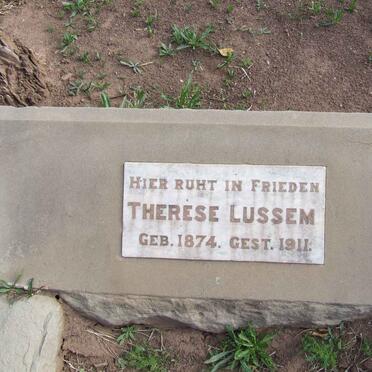 HIER RUHT IN FRIEDEN
THERESE LUSSEM
GEB. 1874. GEST. 1911.